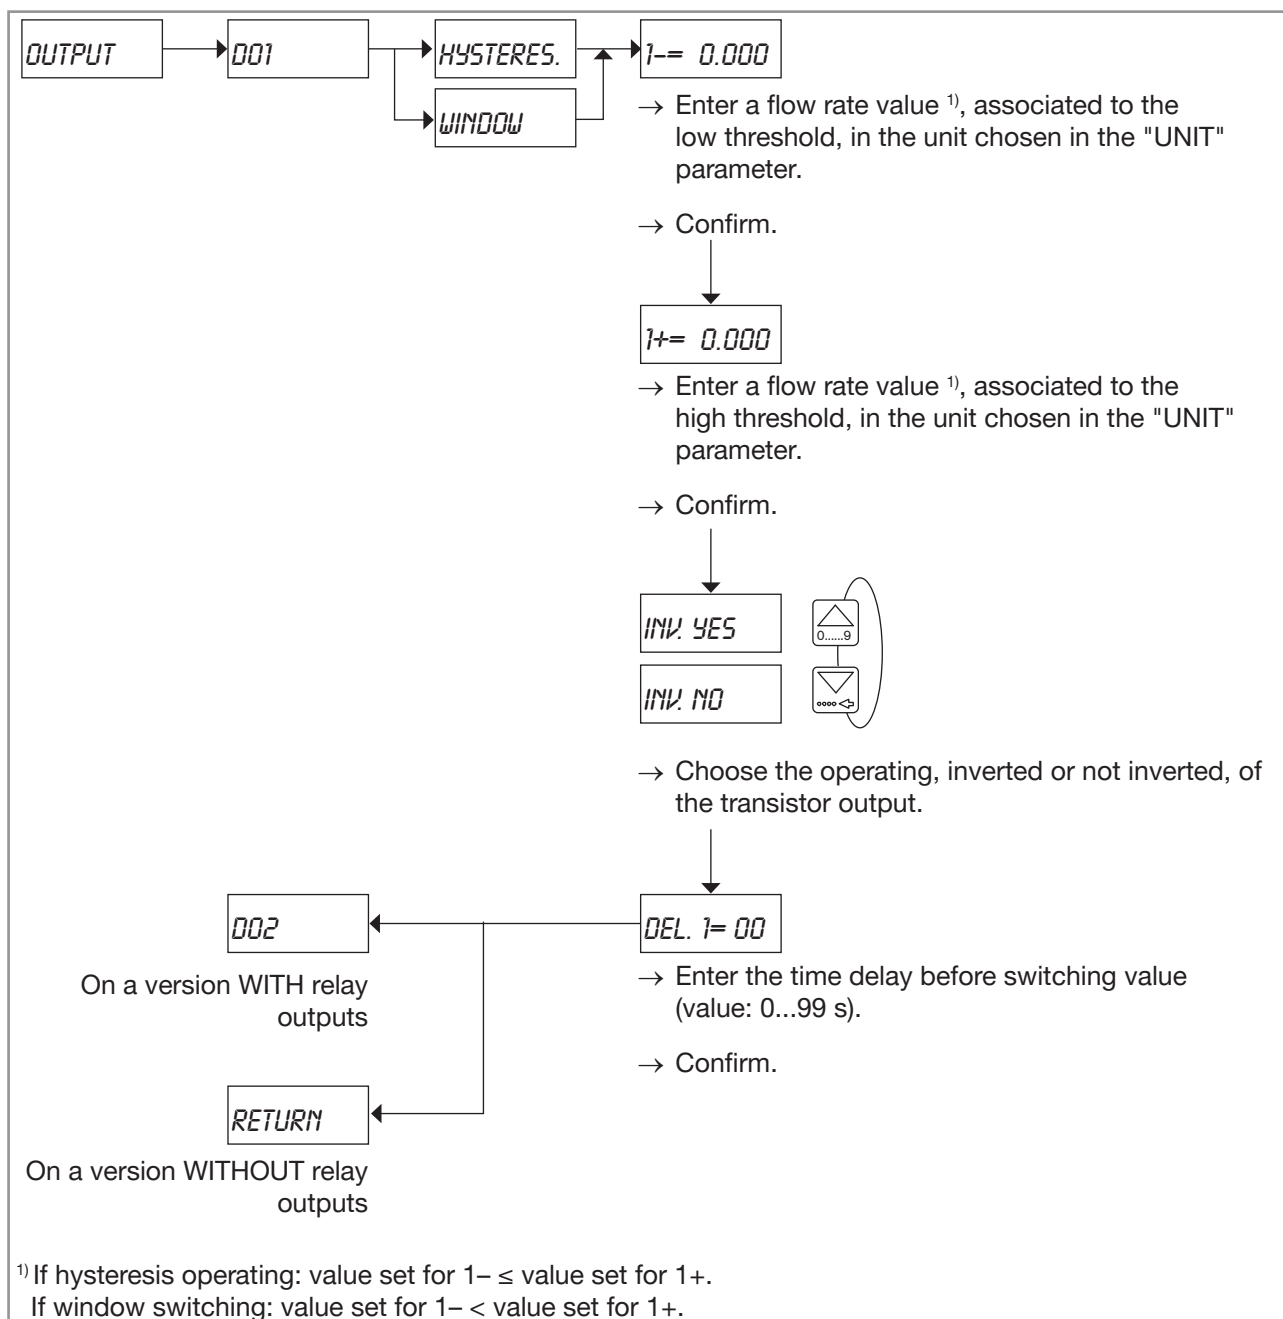 OUTPUT
DO1
HYSTERES.
WINDOW
1-= 0.000
→ Enter a flow rate value 1), associated to the
low threshold, in the unit chosen in the "UNIT"
parameter.
→ Confirm.
1+= 0.000
→ Enter a flow rate value 1), associated to the
high threshold, in the unit chosen in the "UNIT"
parameter.
→ Confirm.
INV. YES
0......9
INV. NO
→ Choose the operating, inverted or not inverted, of
the transistor output.
DEL. 1= 00
→ Enter the time delay before switching value
(value: 0...99 s).
→ Confirm.
DO2
On a version WITH relay
outputs
RETURN
On a version WITHOUT relay
outputs
1) If hysteresis operating: value set for 1– ≤ value set for 1+.
If window switching: value set for 1– < value set for 1+.